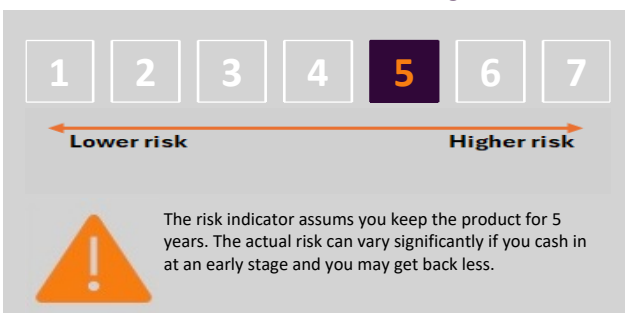 1 2 3 4 5 6 7
Lower risk Higher risk
The risk indicator assums you keep the product for 5
years. The actual risk can vary significantly if you cash in
at an early stage and you may get back less.